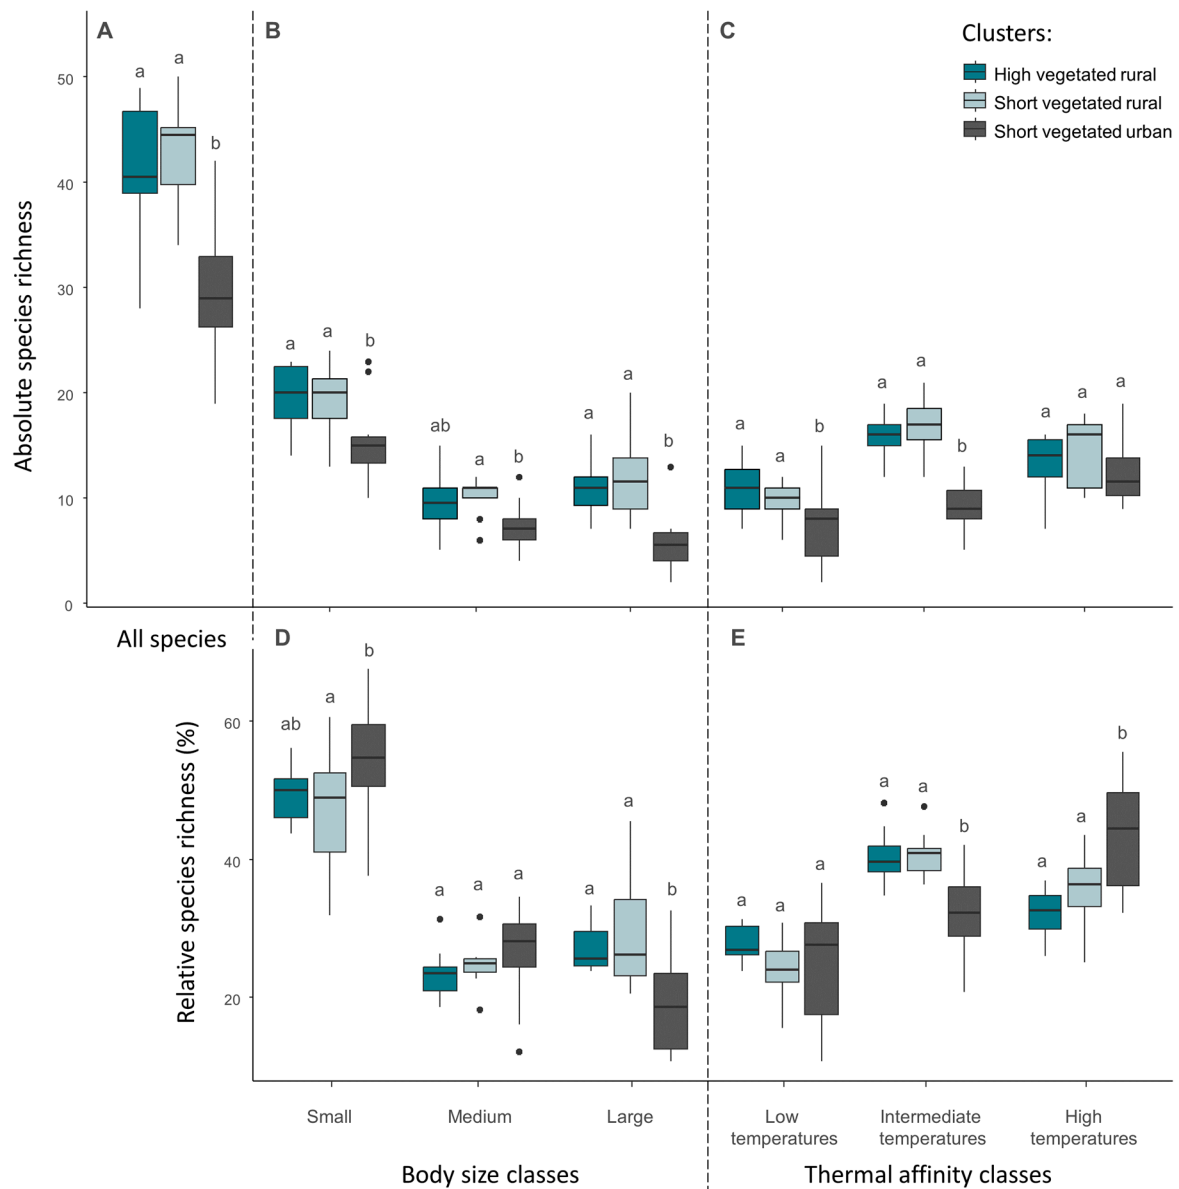 A
B
C
Clusters:
High vegetated rural
Short vegetated rural
Short vegetated urban
Absolute species richness
50
40
30
20
10
0
a
a
b
a
a
b
ab
a
b
a
a
b
a
a
b
a
a
b
a
a
a
All species
D
E
Relative species richness (%)
60
40
20
ab
a
b
a
a
a
a
a
b
a
a
a
a
a
b
a
a
b
Small
Medium
Large
Low
temperatures
Intermediate
temperatures
High
temperatures
Body size classes
Thermal affinity classes